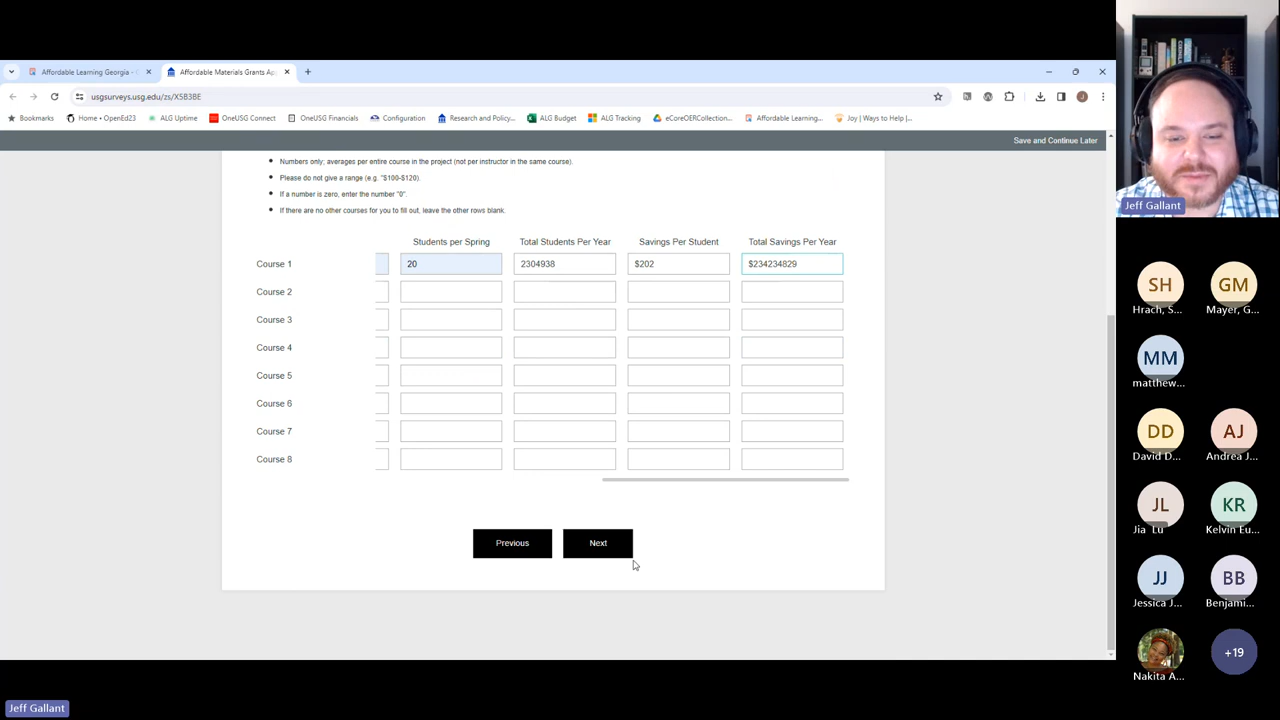 Affordable Learning Georgia -
Affordable Materials Grants App
usgsurveys.usg.edu/zs/X5B3BE
Bookmarks
Home • OpenEd23
ALG Uptime
OneUSG Connect
OneUSG Financials
Configuration
Research and Policy...
ALG Budget
ALG Tracking
eCoreOERCollection...
Affordable Learning...
Joy | Ways to Help |...
Save and Continue Later
Numbers only; averages per entire course in the project (not per instructor in the same course).
Please do not give a range (e.g. "$100-$120).
If a number is zero, enter the number "0".
If there are no other courses for you to fill out, leave the other rows blank.
Students per Spring Total Students Per Year Savings Per Student Total Savings Per Year
Course 1 20 2304938 $202 $234234829
Course 2
Course 3
Course 4
Course 5
Course 6
Course 7
Course 8
Previous Next
Jeff Gallant
SH
Hrach, S...
GM
Mayer, G...
MM
matthew...
DD
David D...
AJ
Andrea J...
JL
Jia Lu
KR
Kelvin Eu...
JJ
Jessica J...
BB
Benjami...
Nakita A...
+19
Jeff Gallant